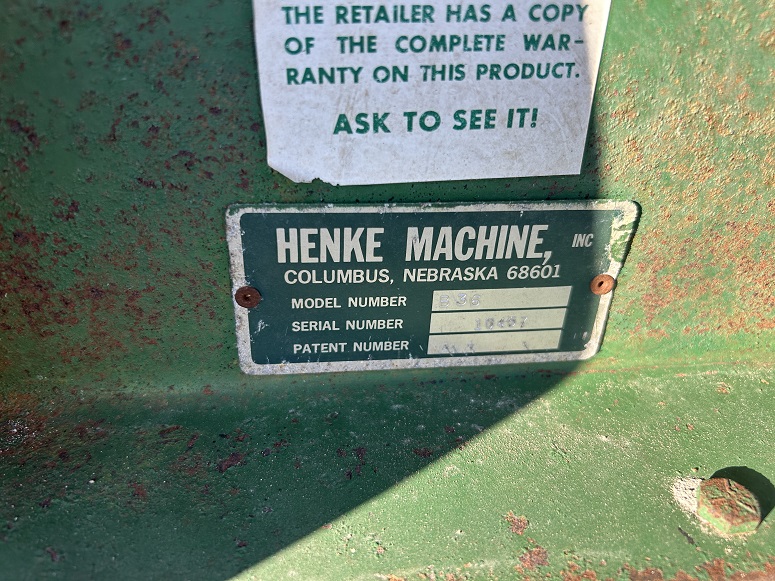 THE RETAILER HAS A COPY
OF THE COMPLETE WAR-
RANTY ON THIS PRODUCT.
ASK TO SEE IT!
HENKE MACHINE, INC
COLUMBUS, NEBRASKA 68601
MODEL NUMBER
SERIAL NUMBER
PATENT NUMBER